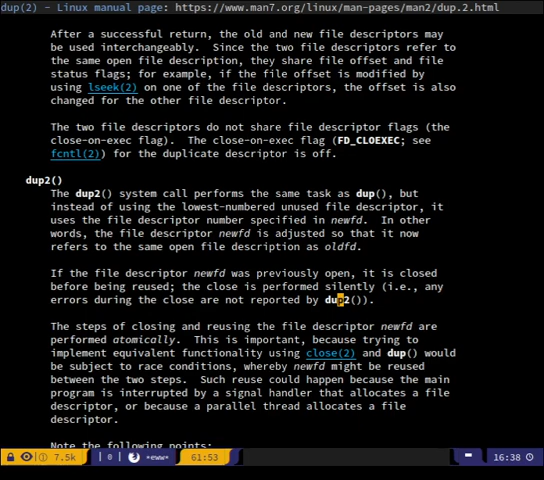 dup(2) - Linux manual page: https://www.man7.org/linux/man-pages/man2/dup.2.html
After a successful return, the old and new file descriptors may
be used interchangeably.  Since the two file descriptors refer to
the same open file description, they share file offset and file
status flags; for example, if the file offset is modified by
using lseek(2) on one of the file descriptors, the offset is also
changed for the other file descriptor.
The two file descriptors do not share file descriptor flags (the
close-on-exec flag).  The close-on-exec flag (FD_CLOEXEC; see
fcntl(2)) for the duplicate descriptor is off.
dup2()
The dup2() system call performs the same task as dup(), but
instead of using the lowest-numbered unused file descriptor, it
uses the file descriptor number specified in newfd.  In other
words, the file descriptor newfd is adjusted so that it now
refers to the same open file description as oldfd.
If the file descriptor newfd was previously open, it is closed
before being reused; the close is performed silently (i.e., any
errors during the close are not reported by dup2()).
The steps of closing and reusing the file descriptor newfd are
performed atomically.  This is important, because trying to
implement equivalent functionality using close(2) and dup() would
be subject to race conditions, whereby newfd might be reused
between the two steps.  Such reuse could happen because the main
program is interrupted by a signal handler that allocates a file
descriptor, or because a parallel thread allocates a file
descriptor.
Note the following points:
7.5k | 0 | *eww* 61:53 16:38